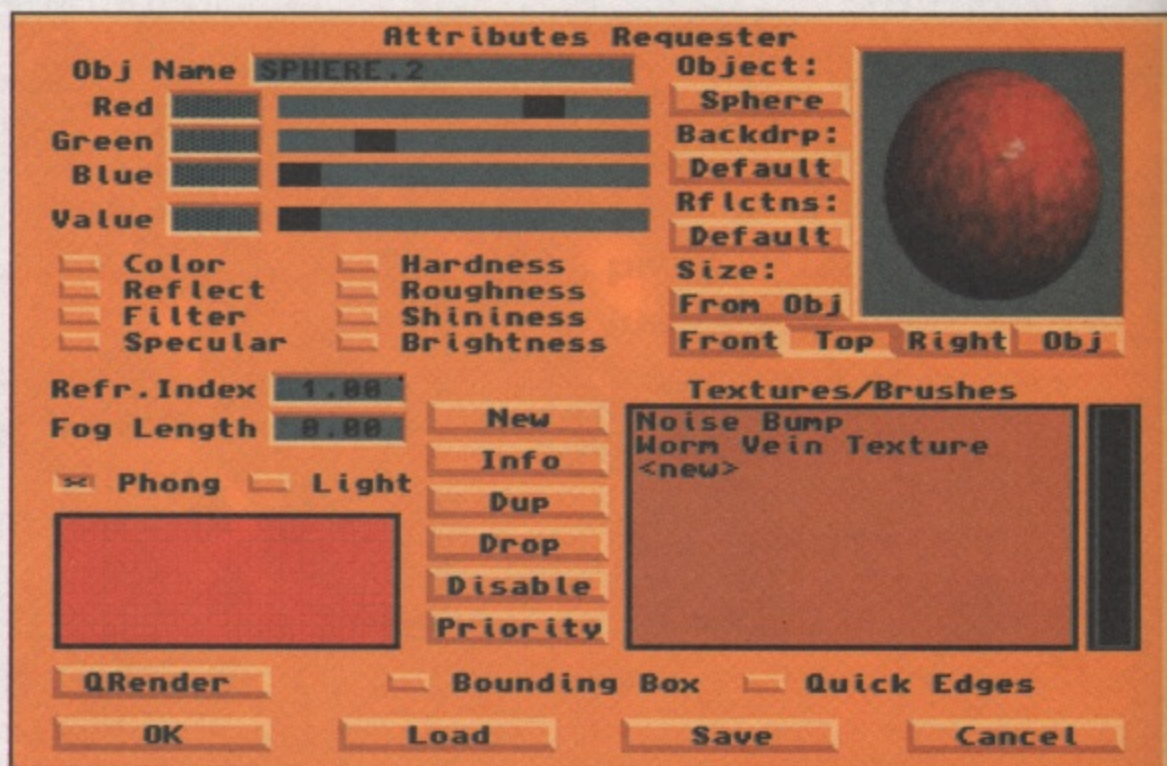 Attributes Requester
Obj Name SPHERE.2
Red
Green
Blue
Value
Color
Reflect
Filter
Specular
Hardness
Roughness
Shininess
Brightness
Object:
Sphere
Backdrp:
Default
Rflctns:
Default
Size:
From Obj
Front Top Right Obj
Refr.Index 1.00
Fog Length 0.00
Phong Light
New
Info
Dup
Drop
Disable
Priority
Textures/Brushes
Noise Bump
Worm Vein Texture
<new>
QRender Bounding Box Quick Edges
OK Load Save Cancel